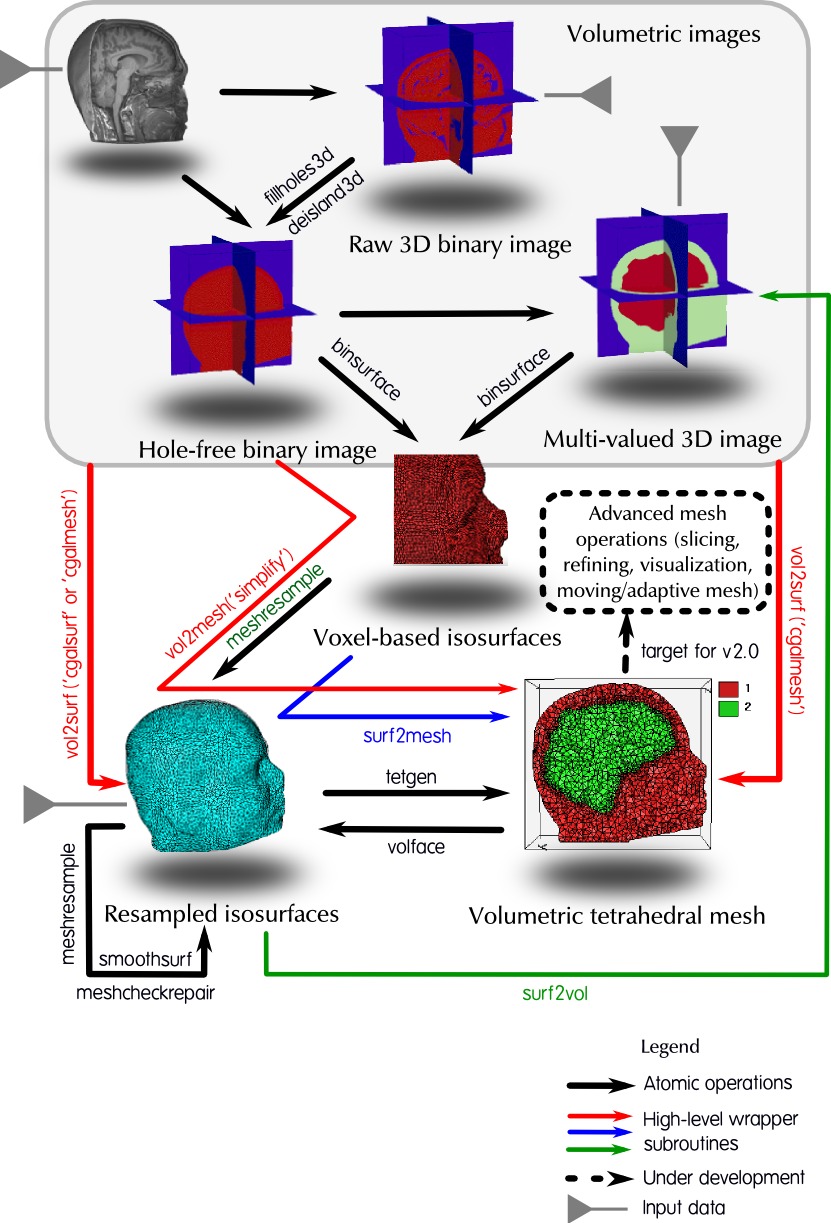 Volumetric images
fillholes3d
deisland3d
Raw 3D binary image
binsurface
binsurface
Hole-free binary image
Multi-valued 3D image
vol2surf ('cgalsurf' or 'cgalmesh')
vol2mesh('simplify')
meshresample
Advanced mesh
operations (slicing,
refining, visualization,
moving/adaptive mesh)
vol2surf ('cgalmesh')
Voxel-based isosurfaces
target for v2.0
1
2
surf2mesh
tetgen
volface
meshresample
Resampled isosurfaces
Volumetric tetrahedral mesh
smoothsurf
meshcheckrepair
surf2vol
Legend
Atomic operations
High-level wrapper
subroutines
Under development
Input data